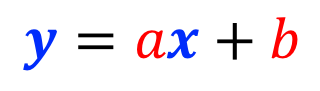 y = ax + b